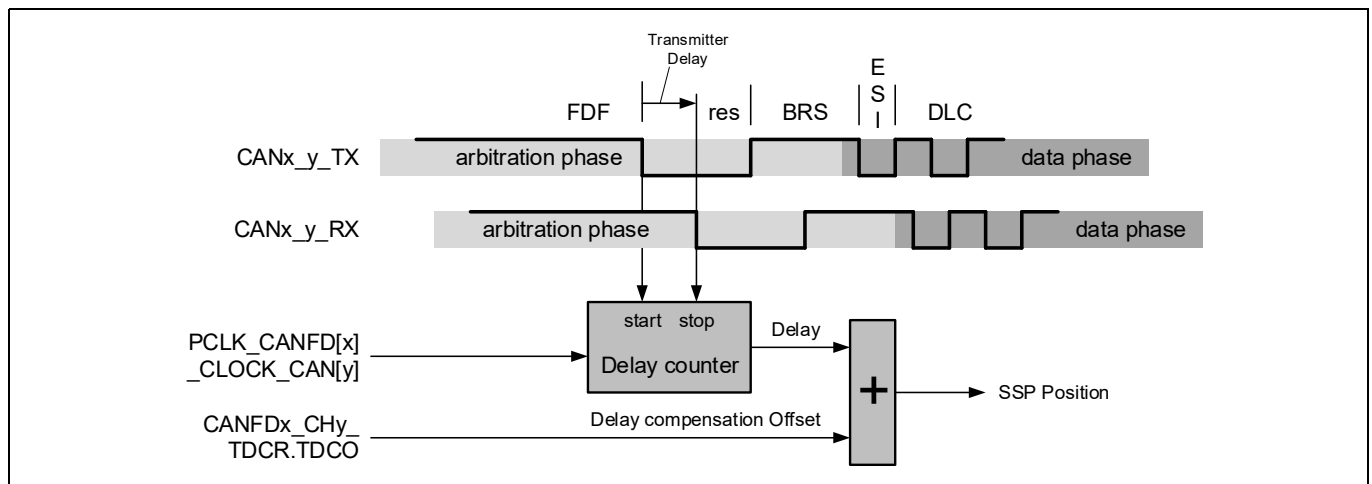 Transmitter
Delay
E
S
I
FDF
res
BRS
DLC
CANx_y_TX
arbitration phase
data phase
CANx_y_RX
arbitration phase
data phase
start
stop
Delay counter
PCLK_CANFD[x]
_CLOCK_CAN[y]
Delay
+
SSP Position
Delay compensation Offset
CANFDx_CHy_
TDCR.TDCO